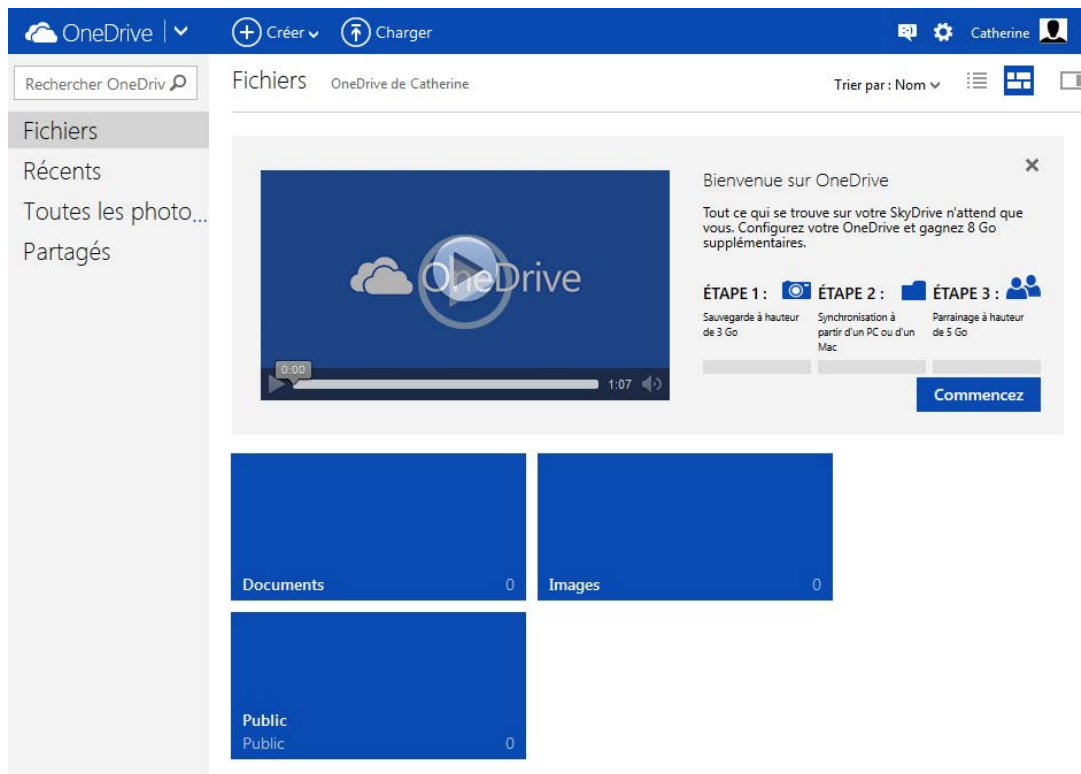 OneDrive
Créer
Charger
Catherine
Rechercher OneDriv
Fichiers
Récents
Toutes les photo...
Partagés
Fichiers OneDrive de Catherine
Trier par : Nom
OneDrive
0:00
1:07
Bienvenue sur OneDrive
Tout ce qui se trouve sur votre SkyDrive n'attend que
vous. Configurez votre OneDrive et gagnez 8 Go
supplémentaires.
ÉTAPE 1 :
Sauvegarde à hauteur
de 3 Go
ÉTAPE 2 :
Synchronisation à
partir d'un PC ou d'un
Mac
ÉTAPE 3 :
Parrainage à hauteur
de 5 Go
Commencez
Documents 0
Images 0
Public
Public 0